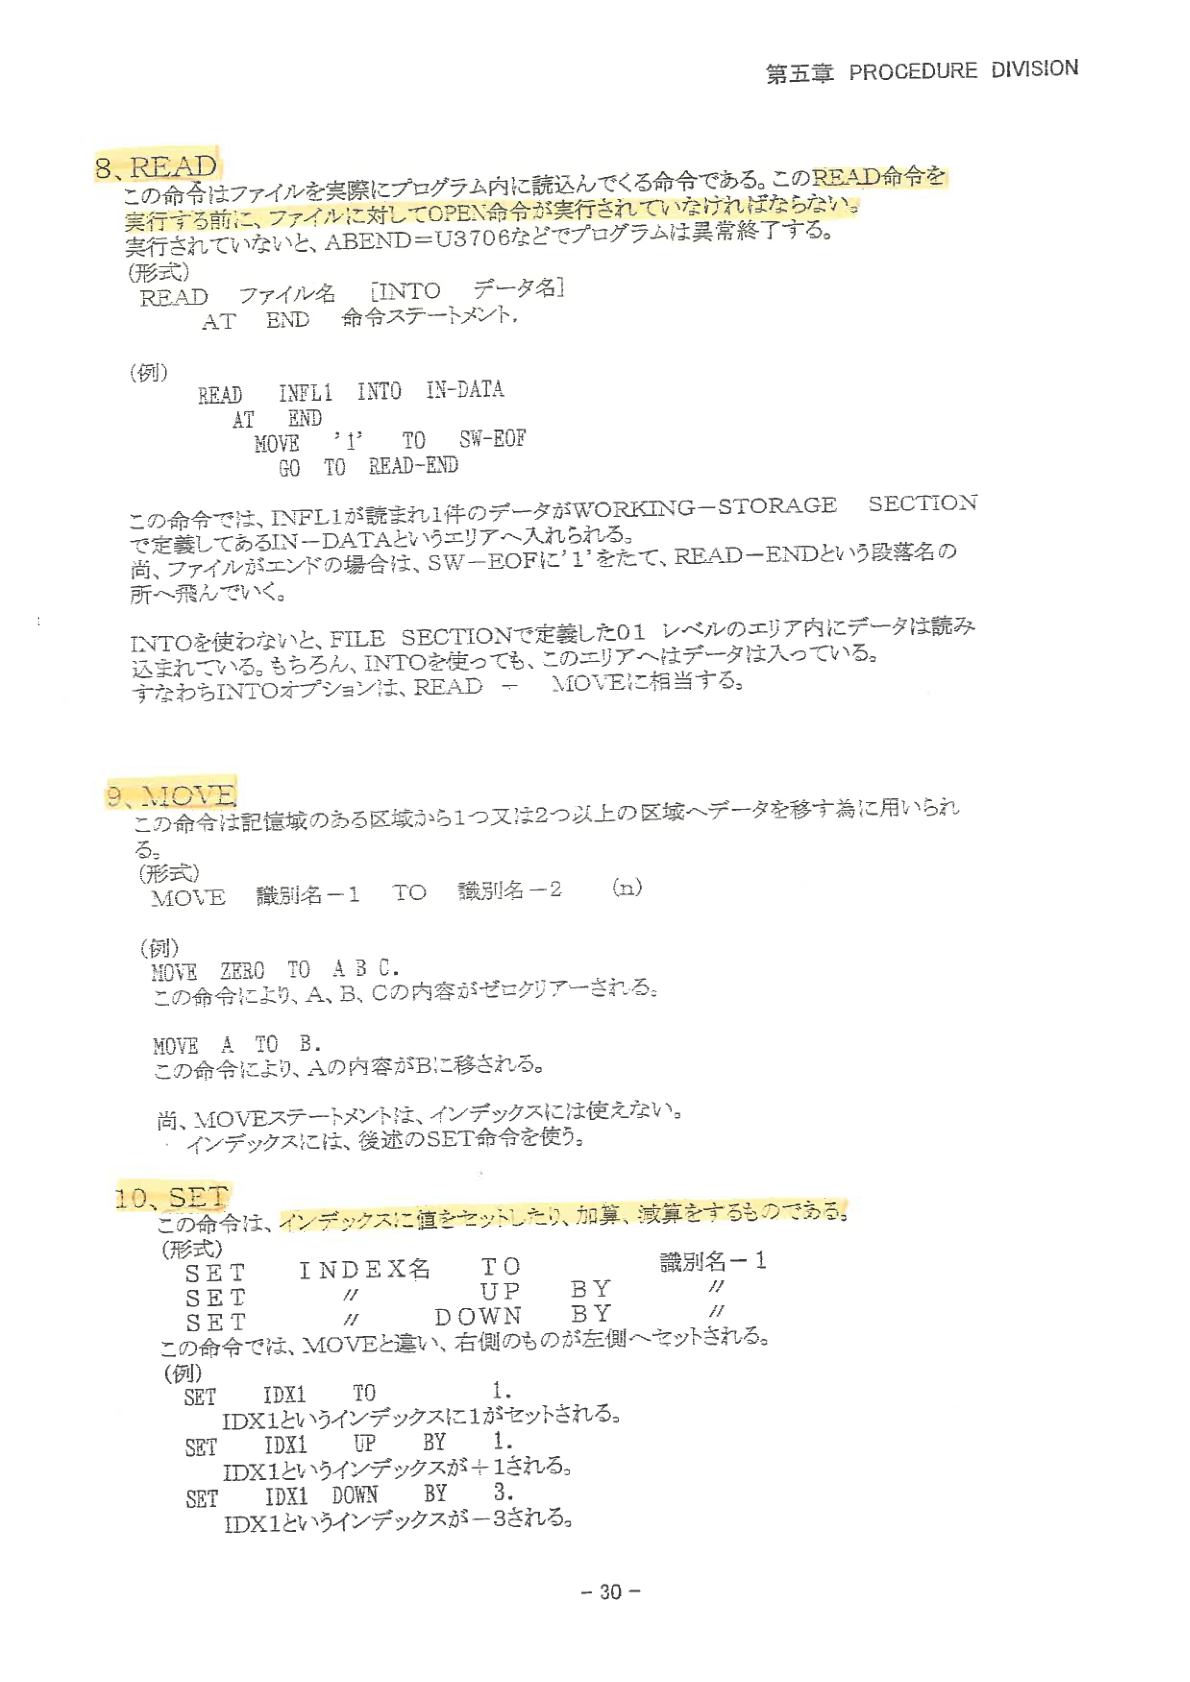 第五章 PROCEDURE DIVISION
8、READ
この命令はファイルを実際にプログラム内に読込んでくる命令である。このREAD命令を
実行する前に、ファイルに対してOPEN命令が実行されていなければならない。
実行されていないと、ABEND=U3706などでプログラムは異常終了する。
(形式)
READ ファイル名 [INTO データ名]
AT END 命令ステートメント.
(例)
READ INFL1 INTO IN-DATA
AT END
MOVE '1' TO SW-EOF
GO TO READ-END
この命令では、INFL1が読まれ1件のデータがWORKING-STORAGE SECTION
で定義してあるIN-DATAというエリアへ入れられる。
尚、ファイルがエンドの場合は、SW-EOFに'1'をたて、READ-ENDという段落名の
所へ飛んでいく。
INTOを使わないと、FILE SECTIONで定義した01 レベルのエリア内にデータは読み
込まれている。もちろん、INTOを使っても、このエリアへはデータは入っている。
すなわちINTOオプションは、READ - MOVEに相当する。
9、MOVE
この命令は記憶域のある区域から1つ又は2つ以上の区域へデータを移す為に用いられ
る。
(形式)
MOVE 識別名-1 TO 識別名-2 (n)
(例)
MOVE ZERO TO A B C.
この命令により、A、B、Cの内容がゼロクリアーされる。
MOVE A TO B.
この命令により、Aの内容がBに移される。
尚、MOVEステートメントは、インデックスには使えない。
インデックスには、後述のSET命令を使う。
10、SET
この命令は、インデックスに値をセットしたり、加算、減算をするものである。
(形式)
SET INDEX名 TO 識別名-1
SET 〃 UP BY 〃
SET 〃 DOWN BY 〃
この命令では、MOVEと違い、右側のものが左側へセットされる。
(例)
SET IDX1 TO 1.
IDX1というインデックスに1がセットされる。
SET IDX1 UP BY 1.
IDX1というインデックスが+1される。
SET IDX1 DOWN BY 3.
IDX1というインデックスが-3される。
- 30 -